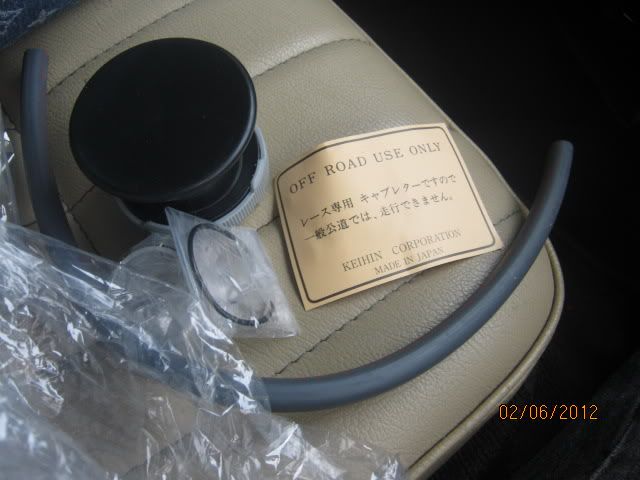 OFF ROAD USE ONLY
レース専用 キャブレターですので
一般公道では、走行できません。
KEIHIN CORPORATION
MADE IN JAPAN
02/06/2012